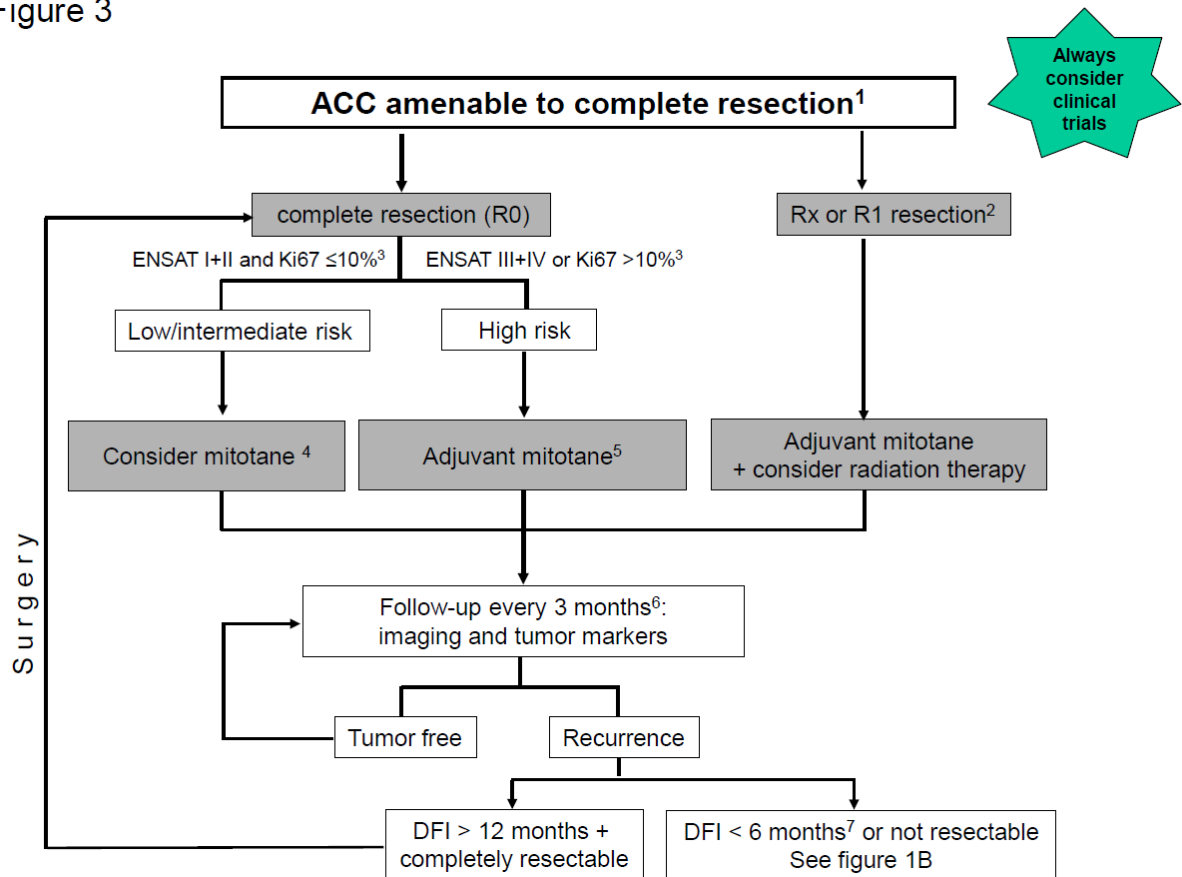 Figure 3
Always
consider
clinical
trials
ACC amenable to complete resection¹
complete resection (R0)
Rx or R1 resection²
ENSAT I+II and Ki67 ≤10%³
ENSAT III+IV or Ki67 >10%³
Low/intermediate risk
High risk
Consider mitotane ⁴
Adjuvant mitotane⁵
Adjuvant mitotane
+ consider radiation therapy
Surgery
Follow-up every 3 months⁶:
imaging and tumor markers
Tumor free
Recurrence
DFI > 12 months +
completely resectable
DFI < 6 months⁷ or not resectable
See figure 1B